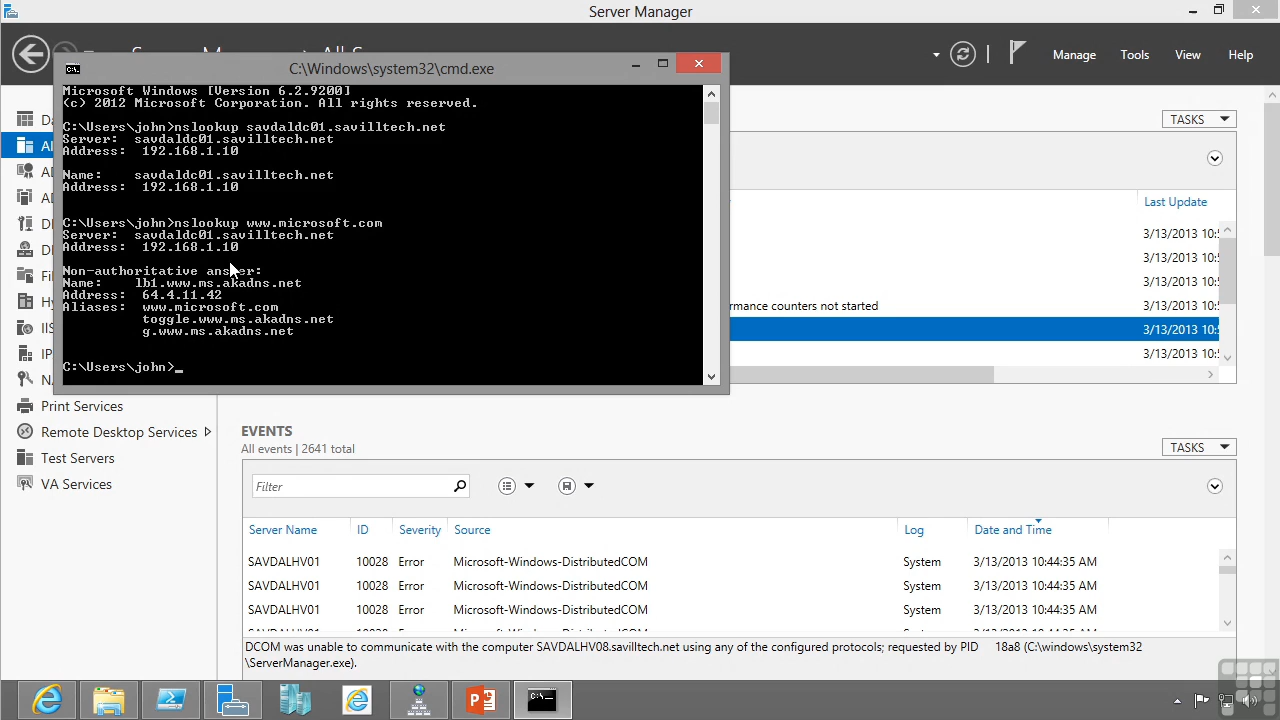 Server Manager
Manage Tools View Help
C:\Windows\system32\cmd.exe
Microsoft Windows [Version 6.2.9200]
(c) 2012 Microsoft Corporation. All rights reserved.
C:\Users\john>nslookup savdaldc01.savilltech.net
Server: savdaldc01.savilltech.net
Address: 192.168.1.10
Name: savdaldc01.savilltech.net
Address: 192.168.1.10
C:\Users\john>nslookup www.microsoft.com
Server: savdaldc01.savilltech.net
Address: 192.168.1.10
Non-authoritative answer:
Name: lb1.www.ms.akadns.net
Address: 64.4.11.42
Aliases: www.microsoft.com
toggle.www.ms.akadns.net
g.www.ms.akadns.net
C:\Users\john>_
TASKS
Last Update
3/13/2013 10:5
3/13/2013 10:5
3/13/2013 10:5
rmance counters not started 3/13/2013 10:5
3/13/2013 10:5
3/13/2013 10:5
Print Services
Remote Desktop Services
Test Servers
VA Services
EVENTS
All events | 2641 total
TASKS
Filter
Server Name ID Severity Source Log Date and Time
SAVDALHV01 10028 Error Microsoft-Windows-DistributedCOM System 3/13/2013 10:44:35 AM
SAVDALHV01 10028 Error Microsoft-Windows-DistributedCOM System 3/13/2013 10:44:35 AM
SAVDALHV01 10028 Error Microsoft-Windows-DistributedCOM System 3/13/2013 10:44:35 AM
DCOM was unable to communicate with the computer SAVDALHV08.savilltech.net using any of the configured protocols; requested by PID 18a8 (C:\windows\system32
\ServerManager.exe).